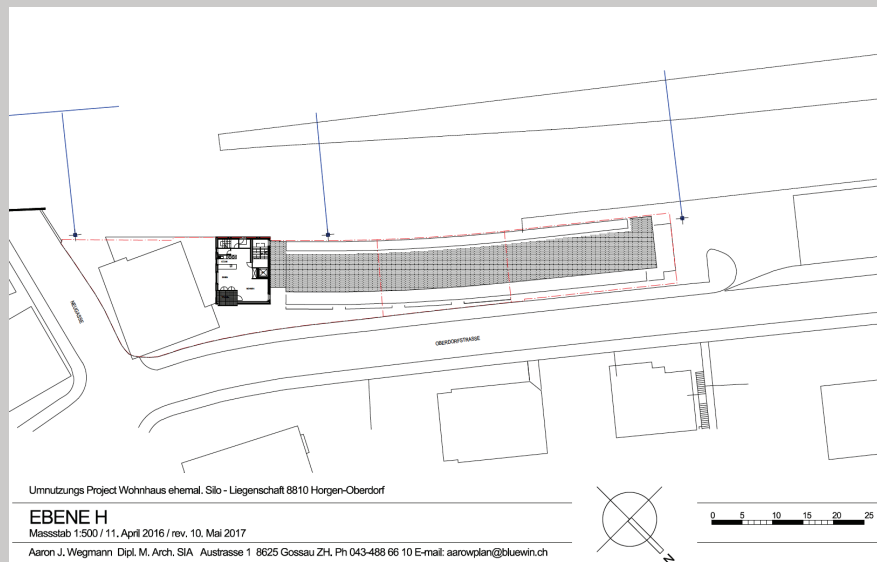 NEUGASSE
OBERDORFSTRASSE
Umnutzungs Project Wohnhaus ehemal. Silo - Liegenschaft 8810 Horgen-Oberdorf
EBENE H
Massstab 1:500 / 11. April 2016 / rev. 10. Mai 2017
Aaron J. Wegmann Dipl. M. Arch. SIA Austrasse 1 8625 Gossau ZH. Ph 043-488 66 10 E-mail: aarowplan@bluewin.ch
N
0 5 10 15 20 25